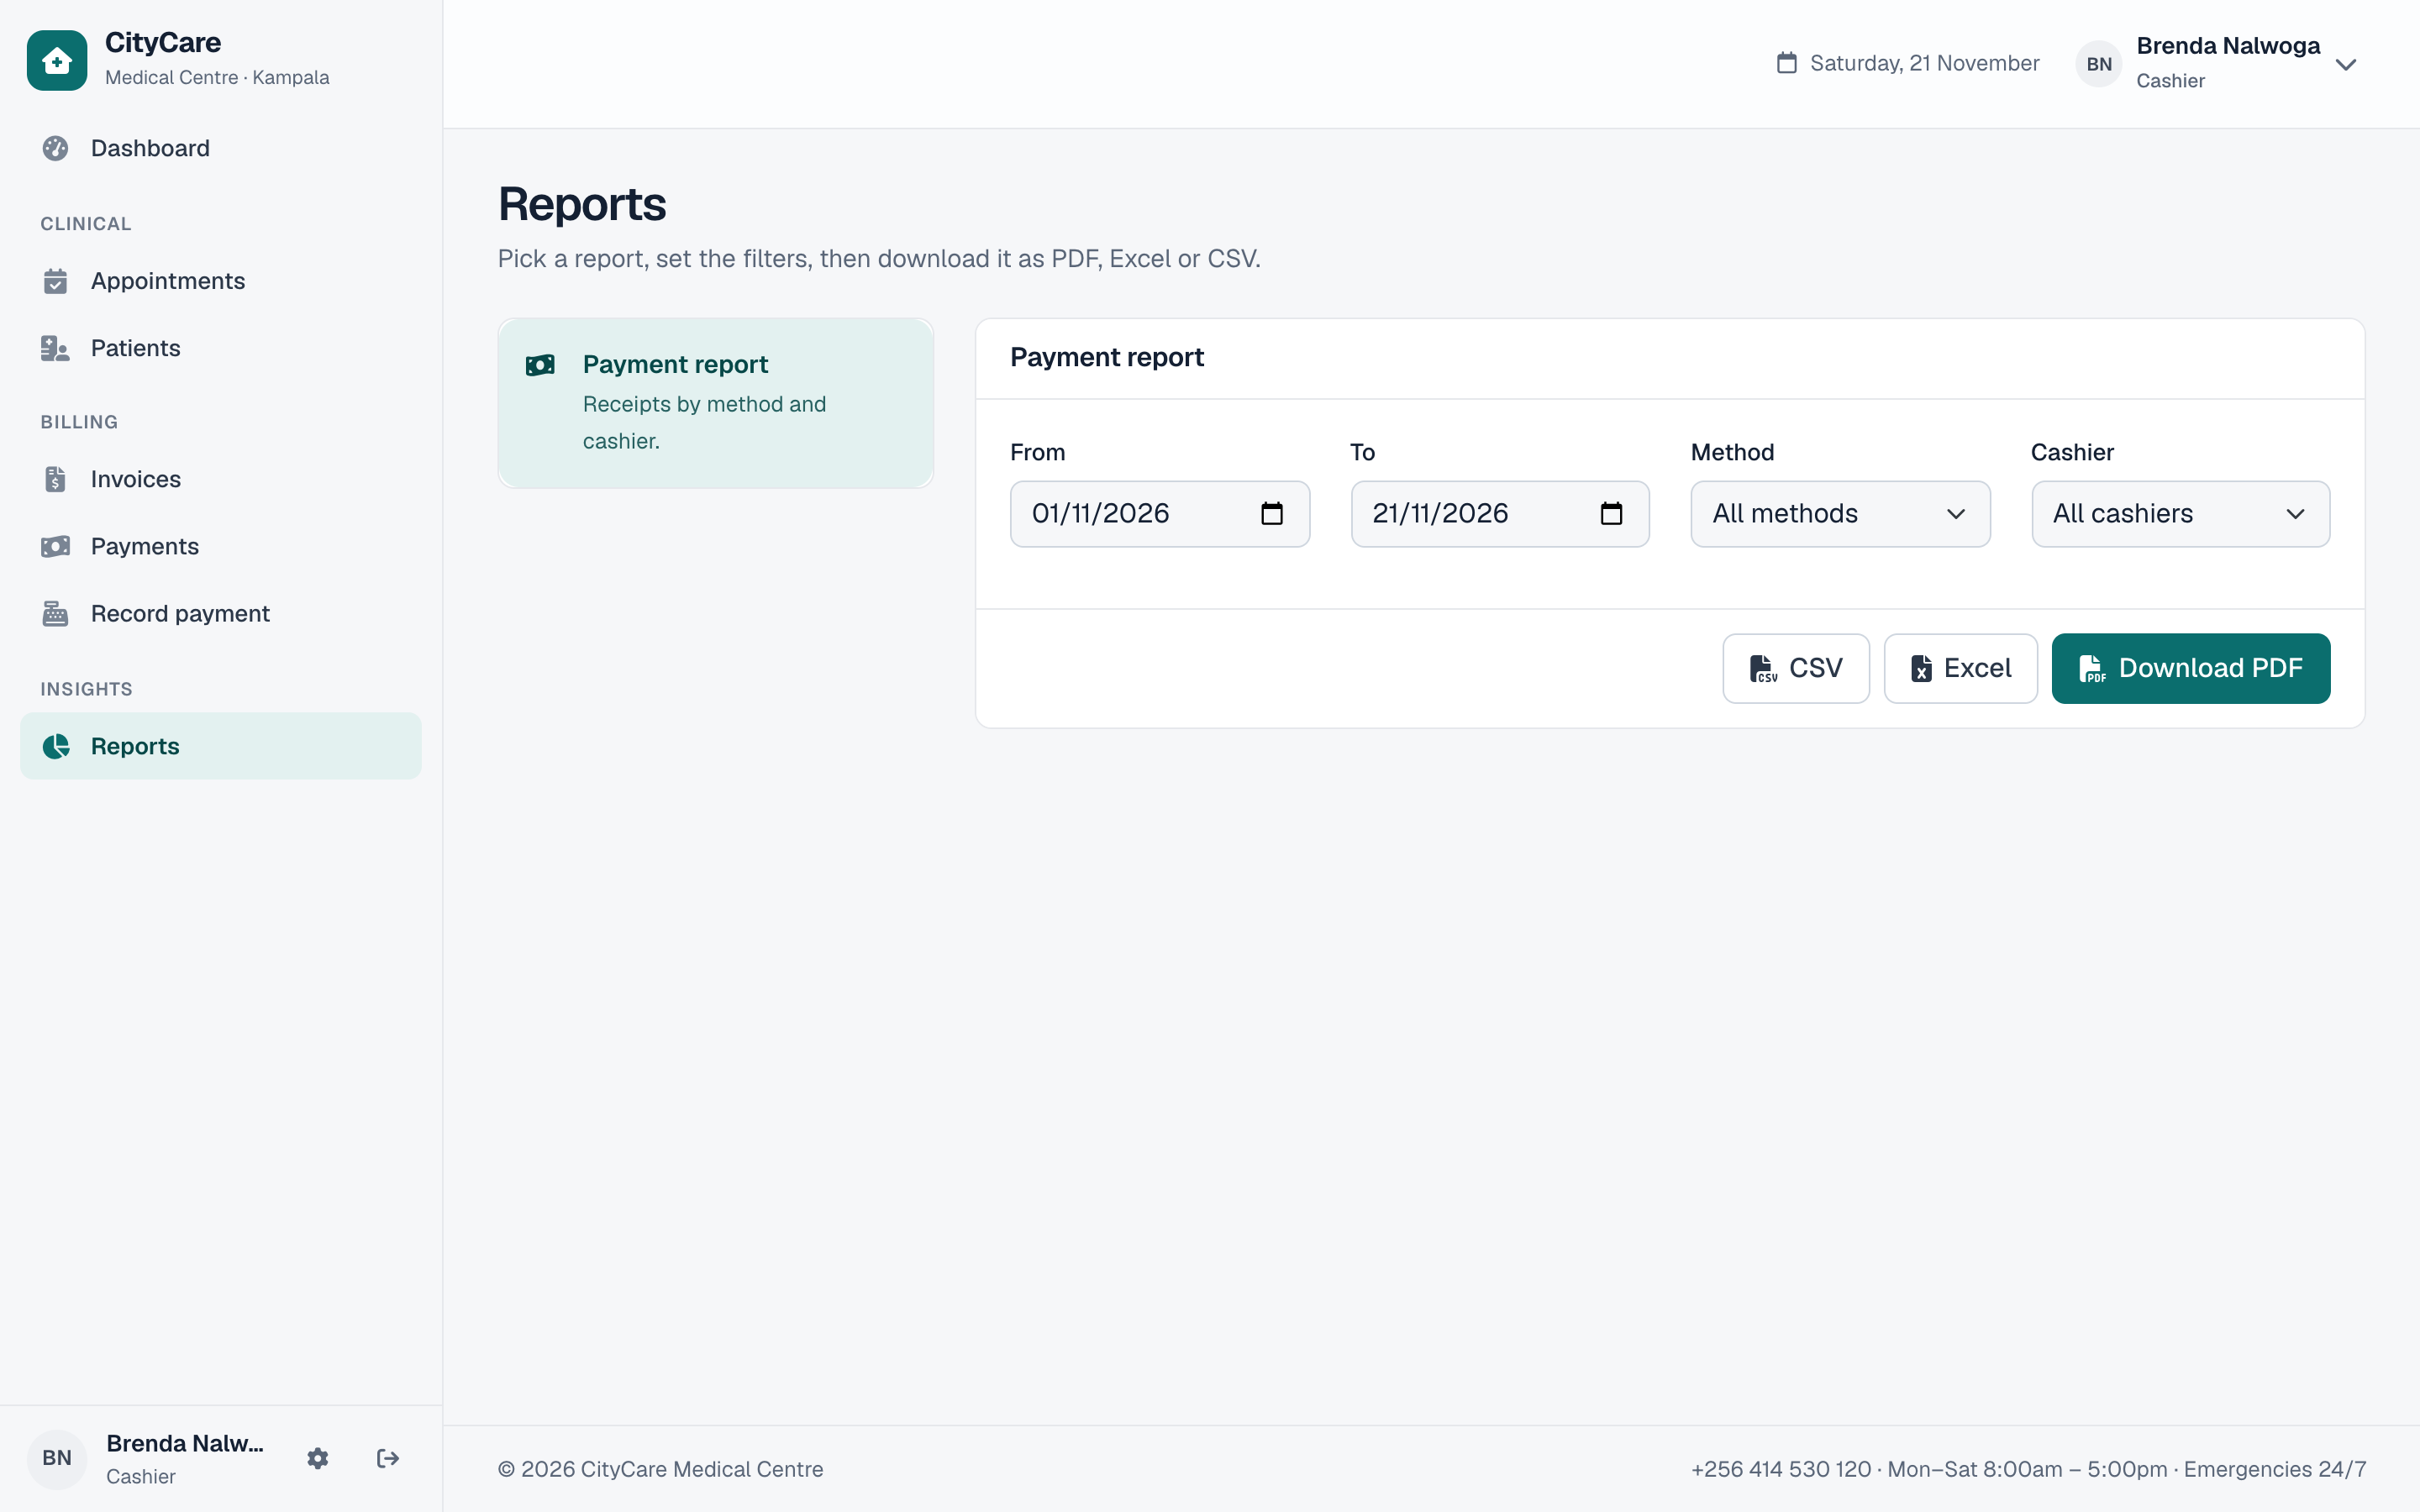 CityCare
Medical Centre · Kampala
Dashboard
CLINICAL
Appointments
Patients
BILLING
Invoices
Payments
Record payment
INSIGHTS
Reports
BN
Brenda Nalw...
Cashier
Saturday, 21 November
BN
Brenda Nalwoga
Cashier
Reports
Pick a report, set the filters, then download it as PDF, Excel or CSV.
Payment report
Receipts by method and
cashier.
Payment report
From
To
Method
Cashier
01/11/2026
21/11/2026
All methods
All cashiers
CSV
Excel
Download PDF
© 2026 CityCare Medical Centre
+256 414 530 120 · Mon–Sat 8:00am – 5:00pm · Emergencies 24/7